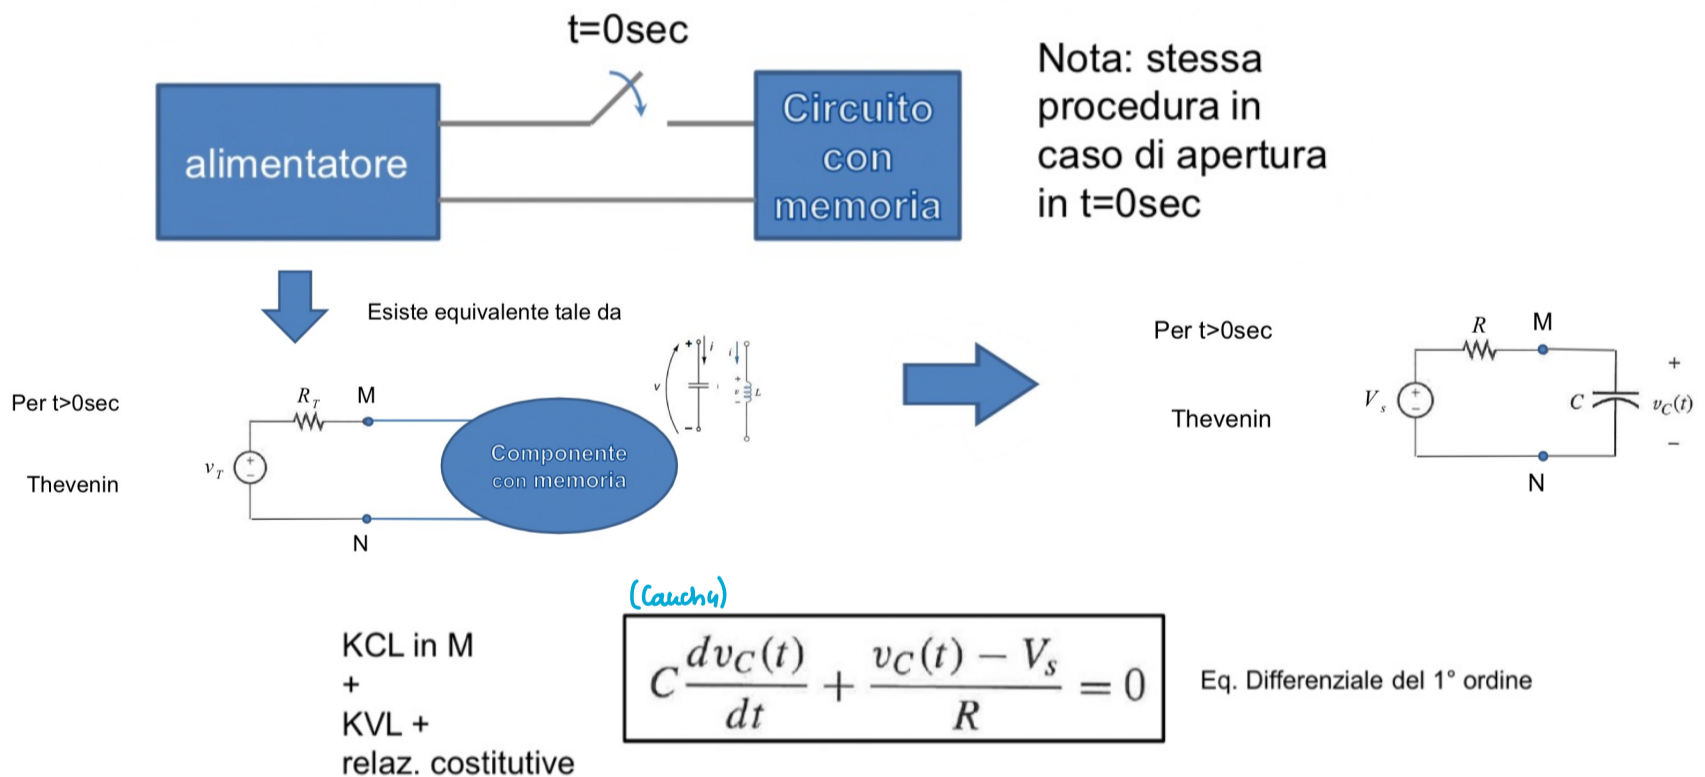 t=0sec
alimentatore
Circuito
con
memoria
Nota: stessa
procedura in
caso di apertura
in t=0sec
Esiste equivalente tale da
Per t>0sec
Thevenin
R_T
M
v_T
N
Componente
con memoria
+
v
i
-
i
+
v
-
L
Per t>0sec
Thevenin
R
M
V_s
+
-
C
+
v_C(t)
-
N
(Cauchy)
KCL in M
+
KVL +
relaz. costitutive
C dv_C(t)/dt + (v_C(t) − V_s)/R = 0
Eq. Differenziale del 1° ordine